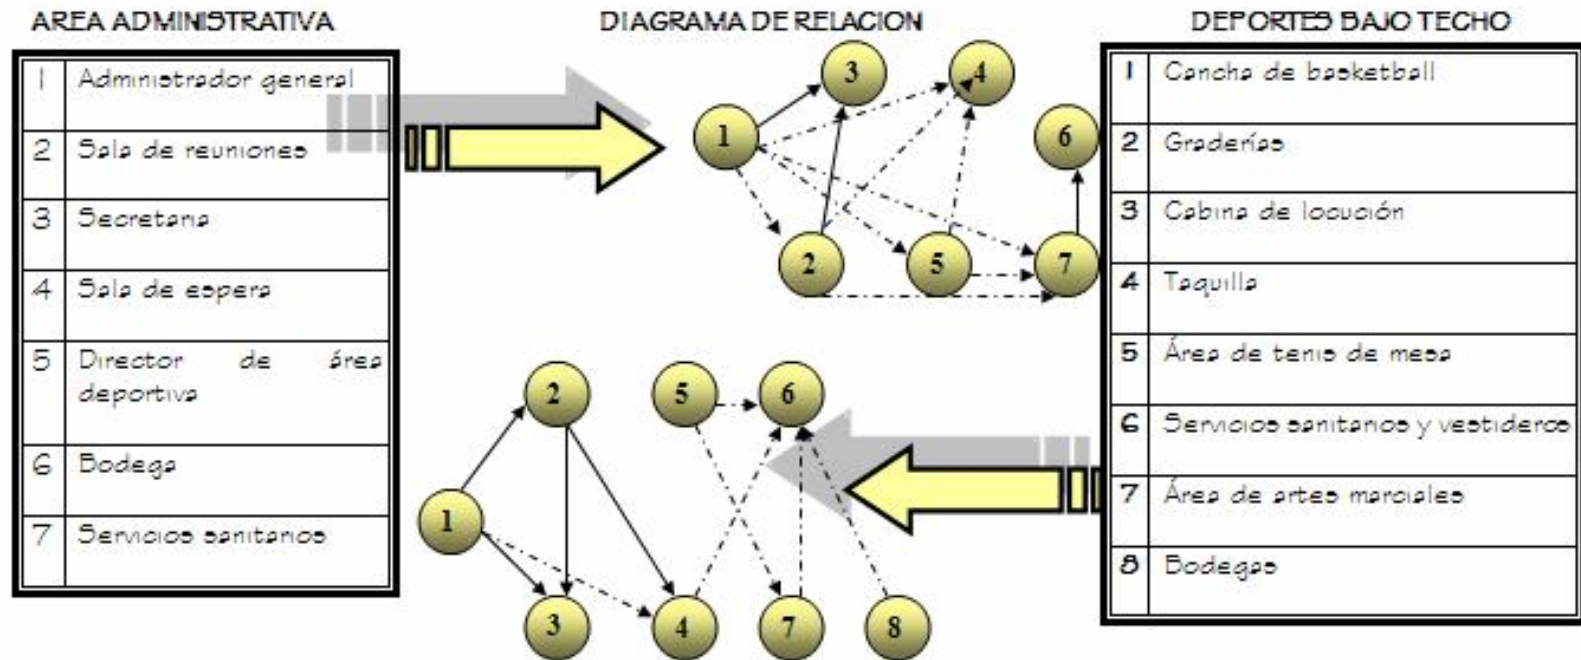 AREA ADMINISTRATIVA
1 Administrador general
2 Sala de reuniones
3 Secretaria
4 Sala de espera
5 Director de área
deportiva
6 Bodega
7 Servicios sanitarios
DIAGRAMA DE RELACION
3 4
1 6
2 5 7
2 5 6
1
3 4 7 8
DEPORTES BAJO TECHO
1 Cancha de basketball
2 Graderías
3 Cabina de locución
4 Taquilla
5 Área de tenis de mesa
6 Servicios sanitarios y vestideros
7 Área de artes marciales
8 Bodegas